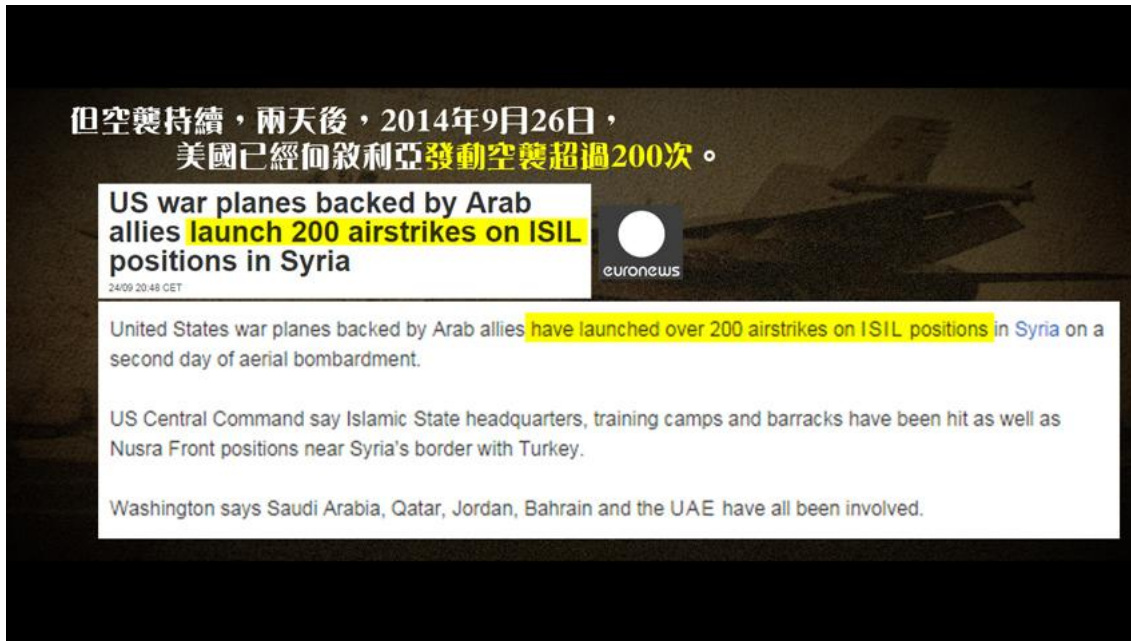 但空襲持續，兩天後，2014年9月26日，
美國已經向敘利亞發動空襲超過200次。
US war planes backed by Arab
allies launch 200 airstrikes on ISIL
positions in Syria
24/09 20:48 CET
euronews
United States war planes backed by Arab allies have launched over 200 airstrikes on ISIL positions in Syria on a
second day of aerial bombardment.
US Central Command say Islamic State headquarters, training camps and barracks have been hit as well as
Nusra Front positions near Syria's border with Turkey.
Washington says Saudi Arabia, Qatar, Jordan, Bahrain and the UAE have all been involved.